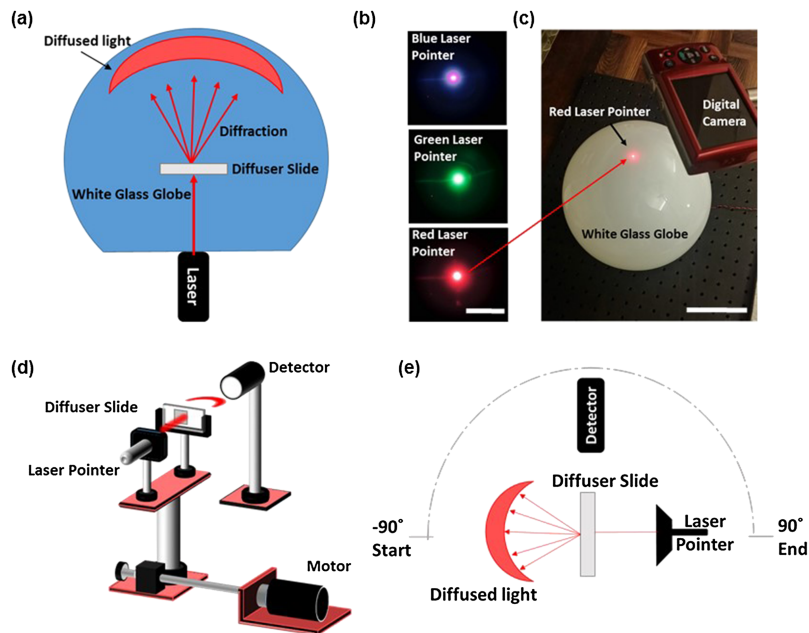 (a)
Diffused light
Diffraction
Diffuser Slide
White Glass Globe
Laser
(b)
Blue Laser
Pointer
Green Laser
Pointer
Red Laser
Pointer
(c)
Red Laser Pointer
Digital
Camera
White Glass Globe
(d)
Detector
Diffuser Slide
Laser Pointer
Motor
(e)
Detector
Diffuser Slide
-90˚
Start
Laser
Pointer
90˚
End
Diffused light